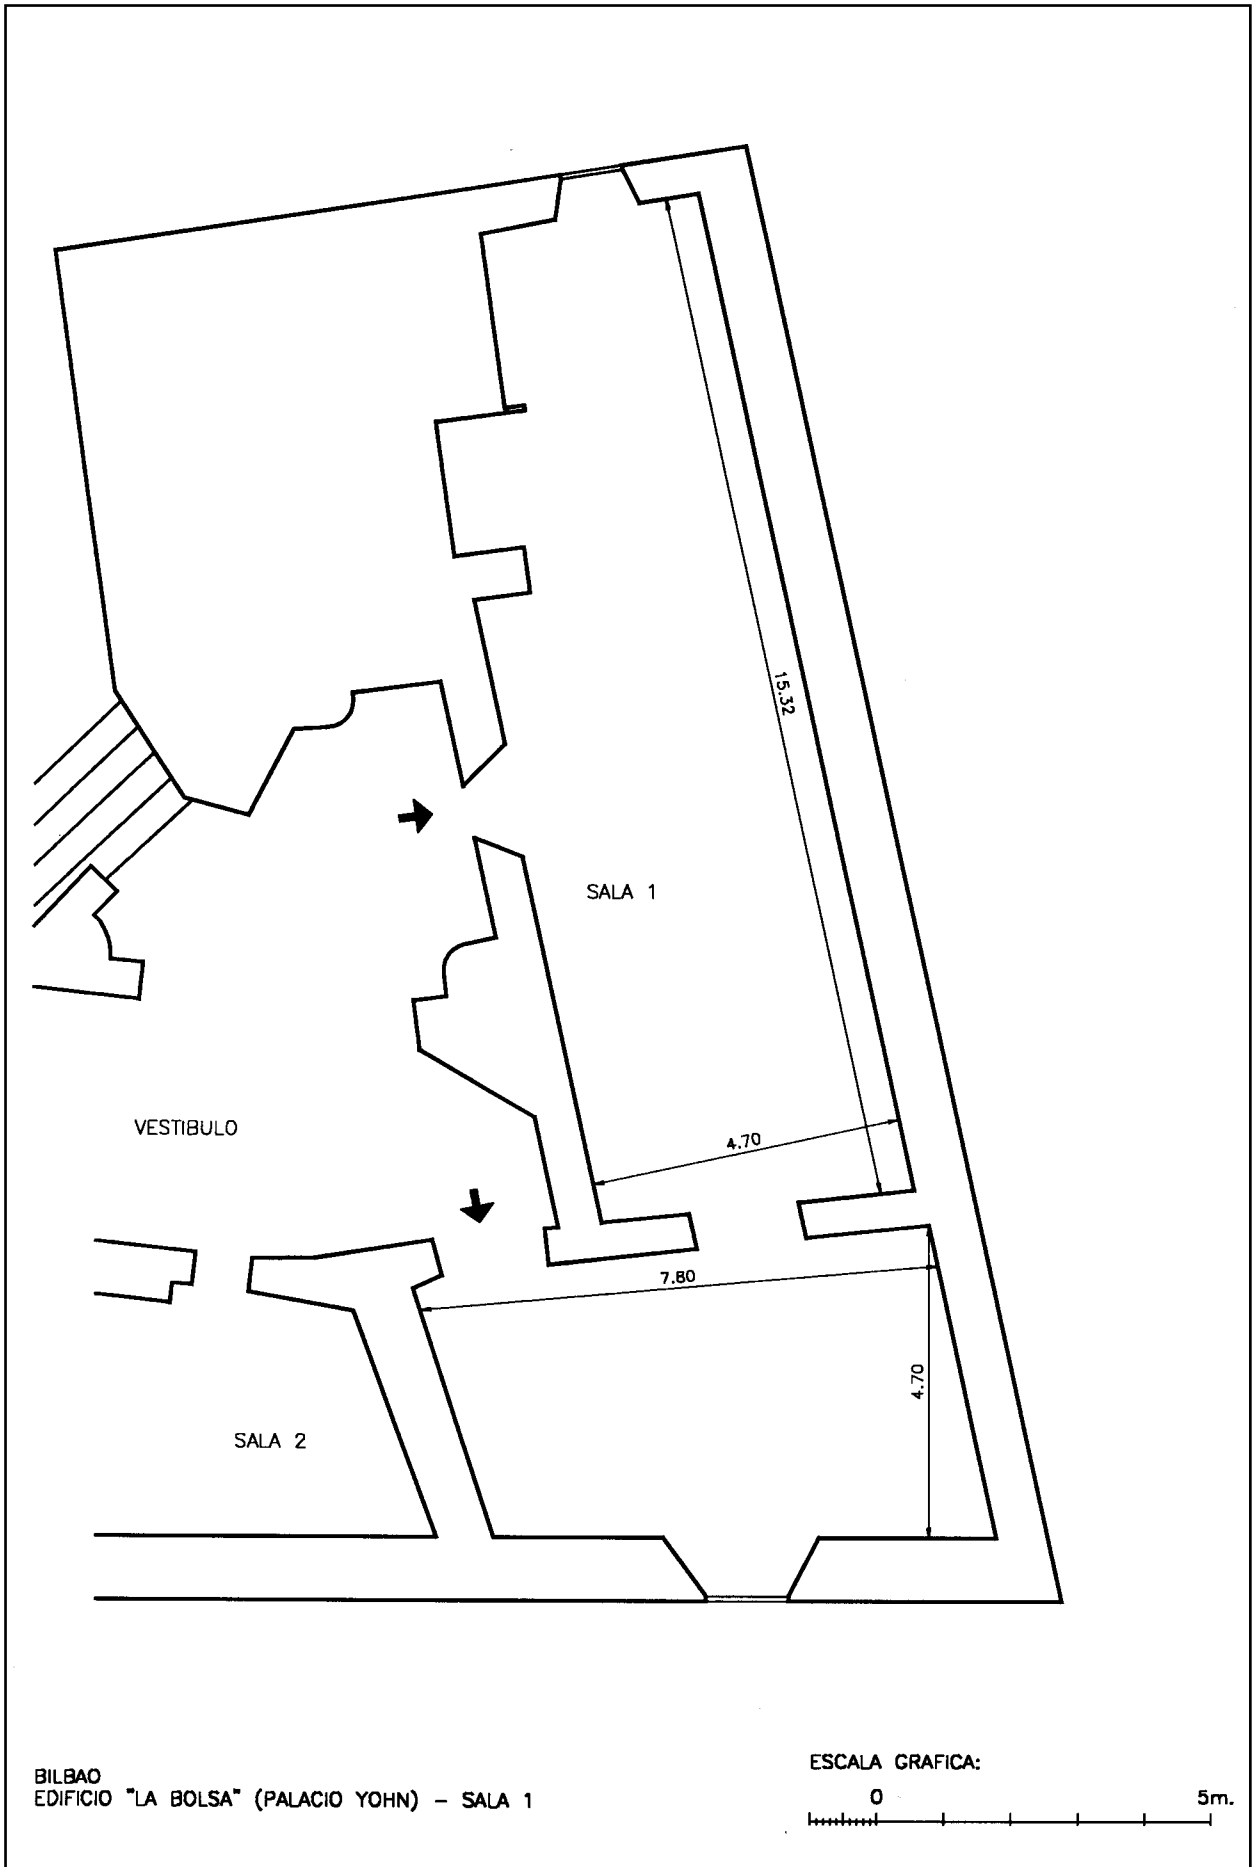 15.32
SALA 1
4.70
VESTIBULO
7.80
4.70
SALA 2
BILBAO
EDIFICIO "LA BOLSA" (PALACIO YOHN) - SALA 1
ESCALA GRAFICA:
0 5m.